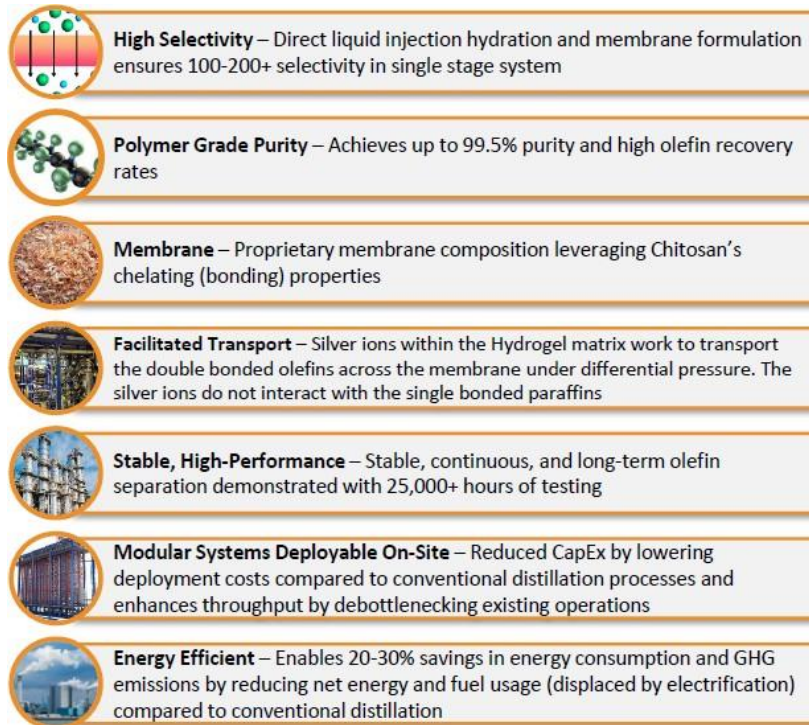 High Selectivity – Direct liquid injection hydration and membrane formulation
ensures 100-200+ selectivity in single stage system
Polymer Grade Purity – Achieves up to 99.5% purity and high olefin recovery
rates
Membrane – Proprietary membrane composition leveraging Chitosan's
chelating (bonding) properties
Facilitated Transport – Silver ions within the Hydrogel matrix work to transport
the double bonded olefins across the membrane under differential pressure. The
silver ions do not interact with the single bonded paraffins
Stable, High-Performance – Stable, continuous, and long-term olefin
separation demonstrated with 25,000+ hours of testing
Modular Systems Deployable On-Site – Reduced CapEx by lowering
deployment costs compared to conventional distillation processes and
enhances throughput by debottlenecking existing operations
Energy Efficient – Enables 20-30% savings in energy consumption and GHG
emissions by reducing net energy and fuel usage (displaced by electrification)
compared to conventional distillation